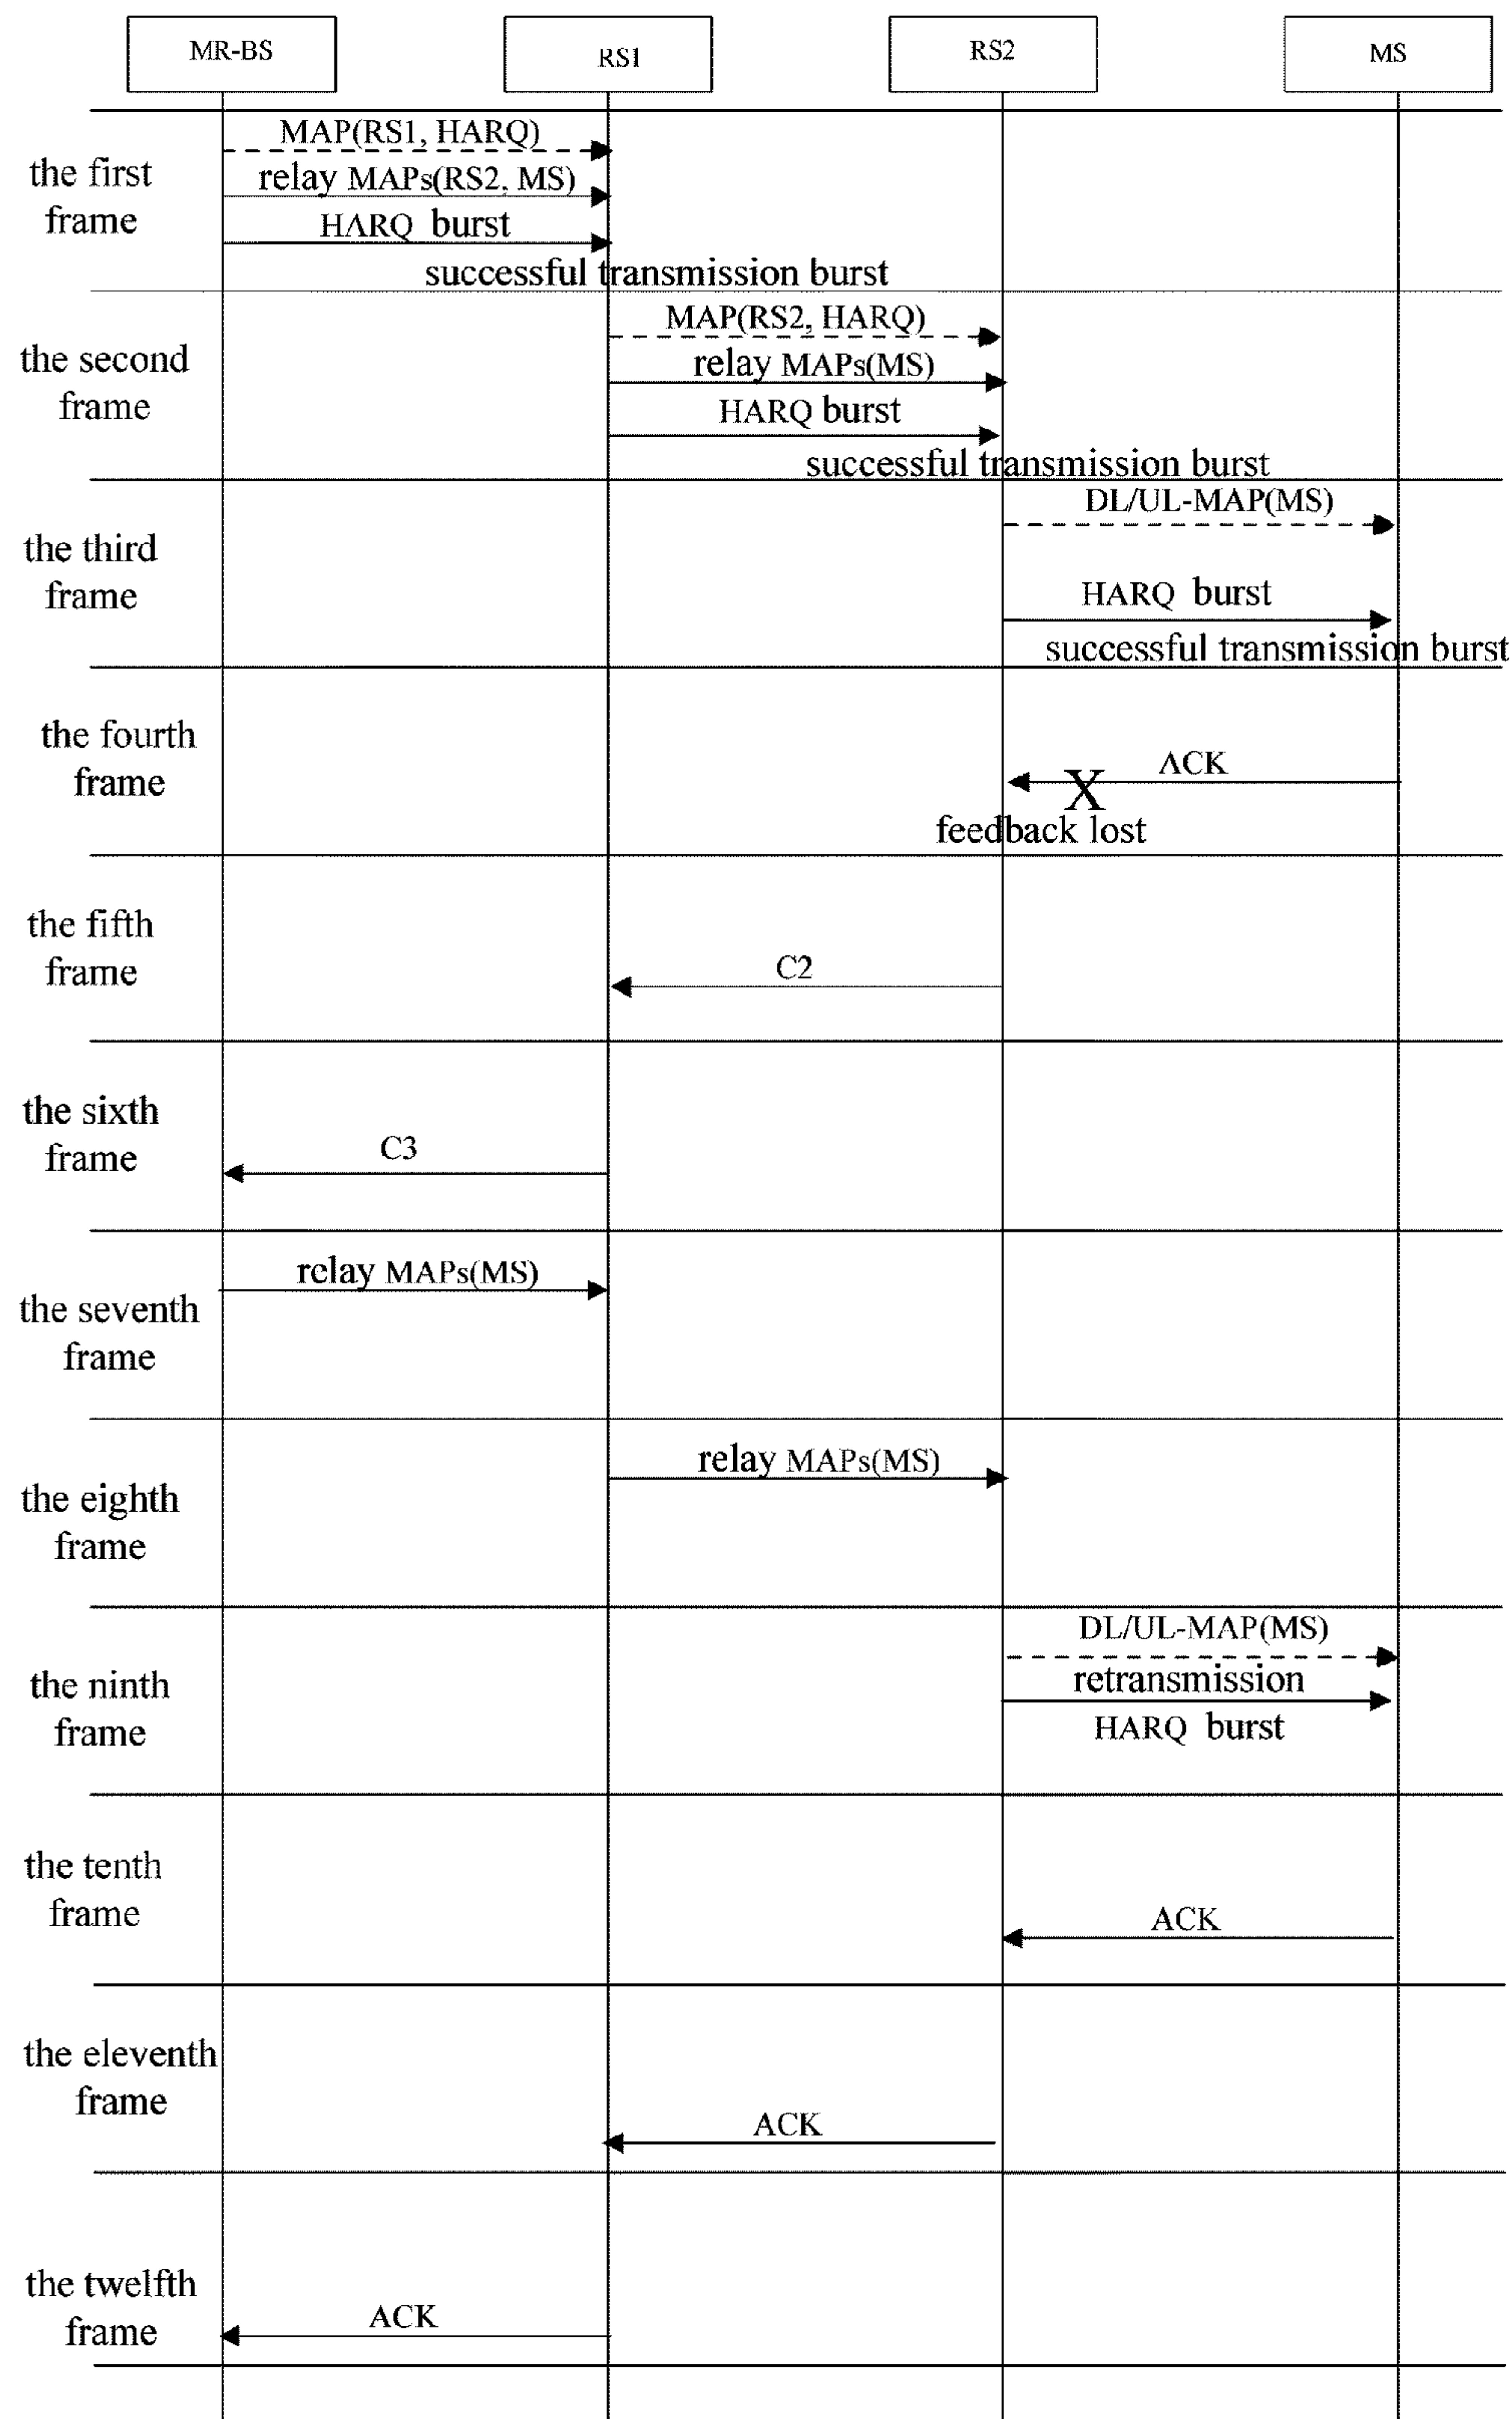 MR-BS
RS1
RS2
MS
the first
frame
MAP(RS1, HARQ)
relay MAPs(RS2, MS)
HARQ burst
successful transmission burst
the second
frame
MAP(RS2, HARQ)
relay MAPs(MS)
HARQ burst
successful transmission burst
the third
frame
DL/UL-MAP(MS)
HARQ burst
successful transmission burst
the fourth
frame
ACK
X
feedback lost
the fifth
frame
C2
the sixth
frame
C3
the seventh
frame
relay MAPs(MS)
the eighth
frame
relay MAPs(MS)
the ninth
frame
DL/UL-MAP(MS)
retransmission
HARQ burst
the tenth
frame
ACK
the eleventh
frame
ACK
the twelfth
frame
ACK